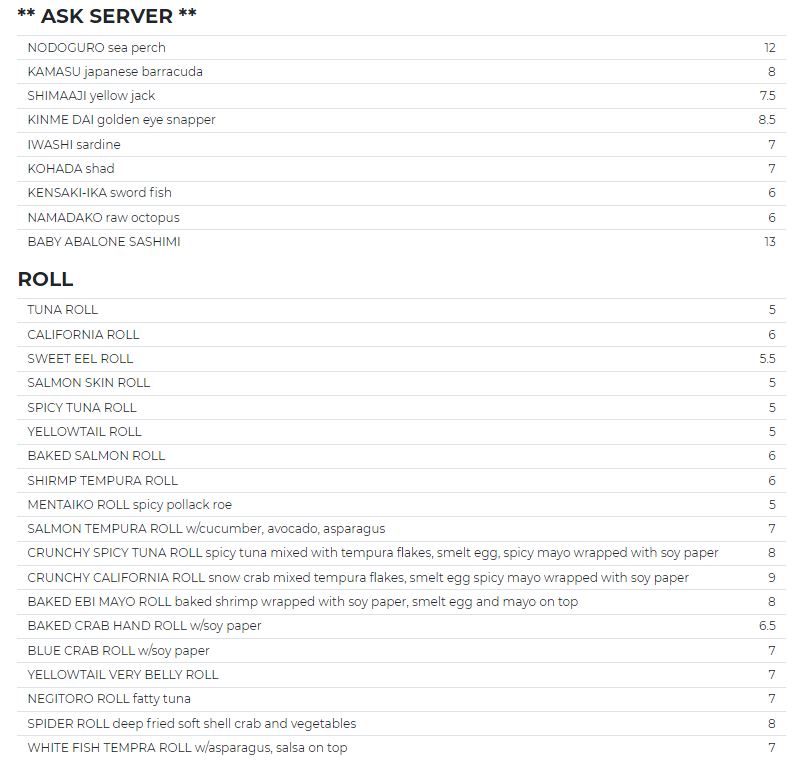 ** ASK SERVER **
NODOGURO sea perch 12
KAMASU japanese barracuda 8
SHIMAAJI yellow jack 7.5
KINME DAI golden eye snapper 8.5
IWASHI sardine 7
KOHADA shad 7
KENSAKI-IKA sword fish 6
NAMADAKO raw octopus 6
BABY ABALONE SASHIMI 13
ROLL
TUNA ROLL 5
CALIFORNIA ROLL 6
SWEET EEL ROLL 5.5
SALMON SKIN ROLL 5
SPICY TUNA ROLL 5
YELLOWTAIL ROLL 5
BAKED SALMON ROLL 6
SHIRMP TEMPURA ROLL 6
MENTAIKO ROLL spicy pollack roe 5
SALMON TEMPURA ROLL w/cucumber, avocado, asparagus 7
CRUNCHY SPICY TUNA ROLL spicy tuna mixed with tempura flakes, smelt egg, spicy mayo wrapped with soy paper 8
CRUNCHY CALIFORNIA ROLL snow crab mixed tempura flakes, smelt egg spicy mayo wrapped with soy paper 9
BAKED EBI MAYO ROLL baked shrimp wrapped with soy paper, smelt egg and mayo on top 8
BAKED CRAB HAND ROLL w/soy paper 6.5
BLUE CRAB ROLL w/soy paper 7
YELLOWTAIL VERY BELLY ROLL 7
NEGITORO ROLL fatty tuna 7
SPIDER ROLL deep fried soft shell crab and vegetables 8
WHITE FISH TEMPRA ROLL w/asparagus, salsa on top 7